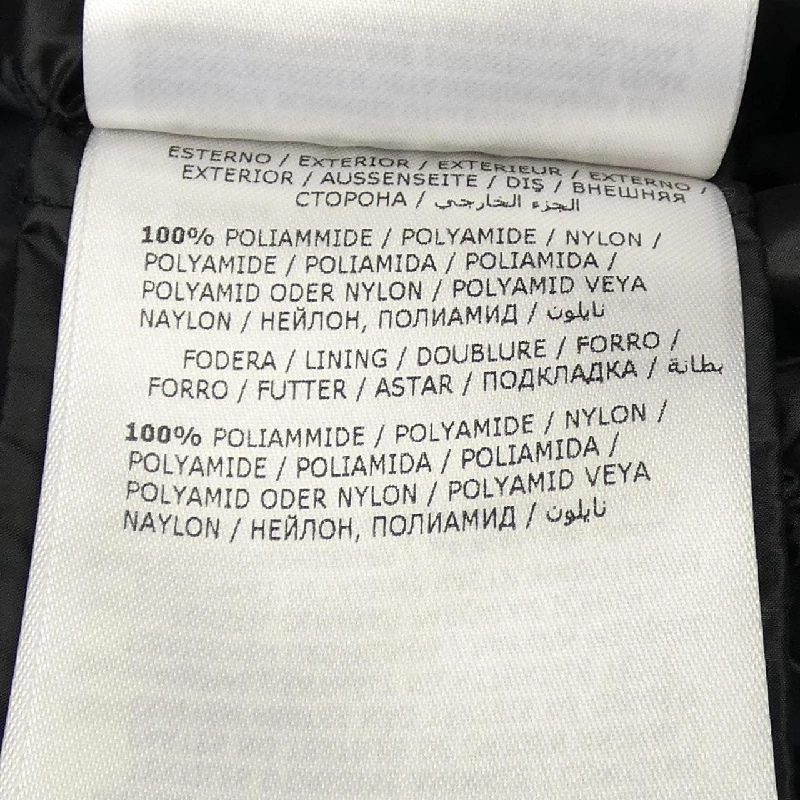 ESTERNO / EXTERIOR / EXTERIEUR / EXTERNO /
EXTERIOR / AUSSENSEITE / DIŞ / ВНЕШНЯЯ
СТОРОНА / الجزء الخارجي
100% POLIAMMIDE / POLYAMIDE / NYLON /
POLYAMIDE / POLIAMIDA / POLIAMIDA /
POLYAMID ODER NYLON / POLYAMID VEYA
NAYLON / НЕЙЛОН, ПОЛИАМИД / نايلون
FODERA / LINING / DOUBLURE / FORRO /
FORRO / FUTTER / ASTAR / ПОДКЛАДКА / بطانة
100% POLIAMMIDE / POLYAMIDE / NYLON /
POLYAMIDE / POLIAMIDA / POLIAMIDA /
POLYAMID ODER NYLON / POLYAMID VEYA
NAYLON / НЕЙЛОН, ПОЛИАМИД / نايلون